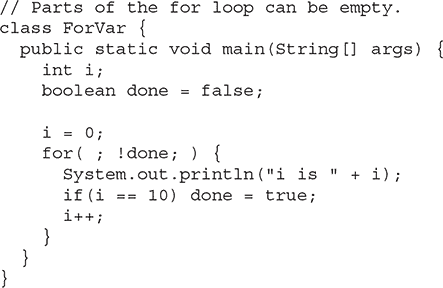 // Parts of the for loop can be empty.
class ForVar {
  public static void main(String[] args) {
    int i;
    boolean done = false;

    i = 0;
    for( ; !done; ) {
      System.out.println("i is " + i);
      if(i == 10) done = true;
      i++;
    }
  }
}